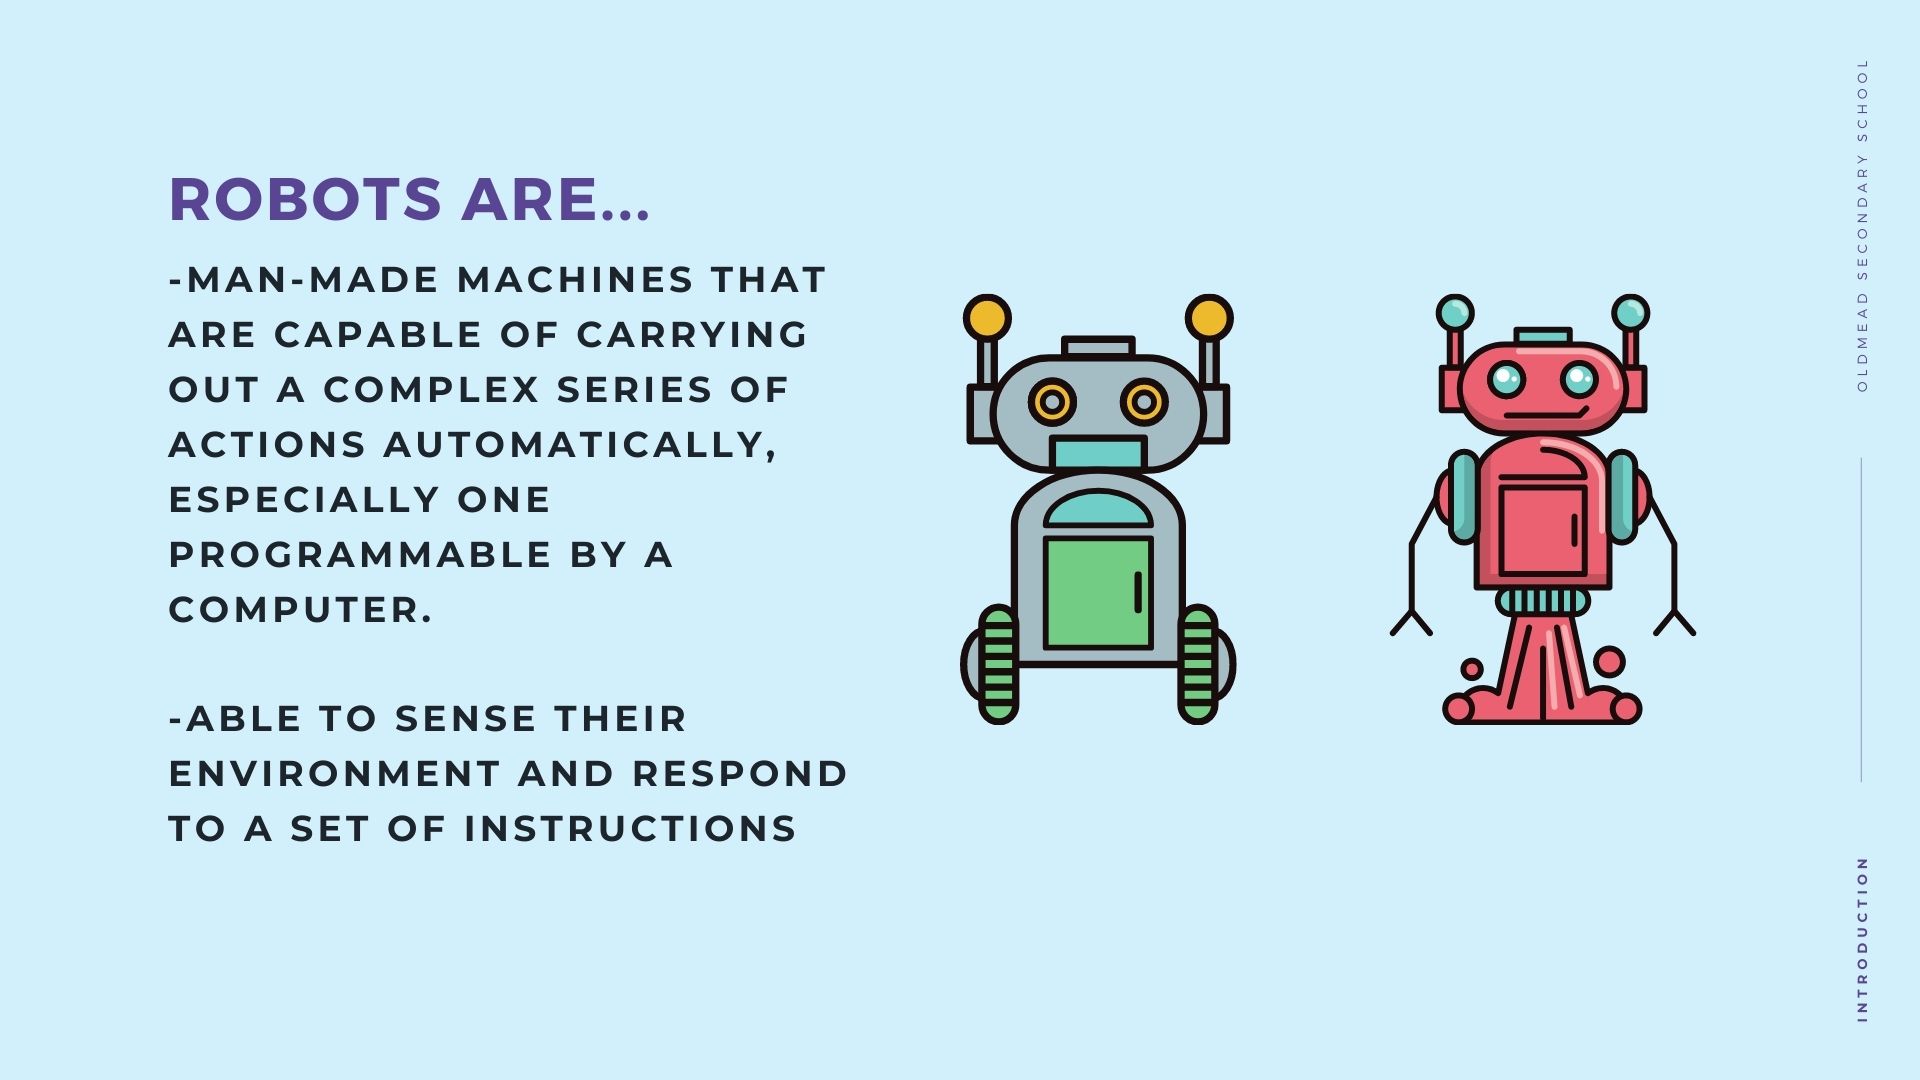 ROBOTS ARE...
-MAN-MADE MACHINES THAT
ARE CAPABLE OF CARRYING
OUT A COMPLEX SERIES OF
ACTIONS AUTOMATICALLY,
ESPECIALLY ONE
PROGRAMMABLE BY A
COMPUTER.
-ABLE TO SENSE THEIR
ENVIRONMENT AND RESPOND
TO A SET OF INSTRUCTIONS
OLDMEAD SECONDARY SCHOOL
INTRODUCTION